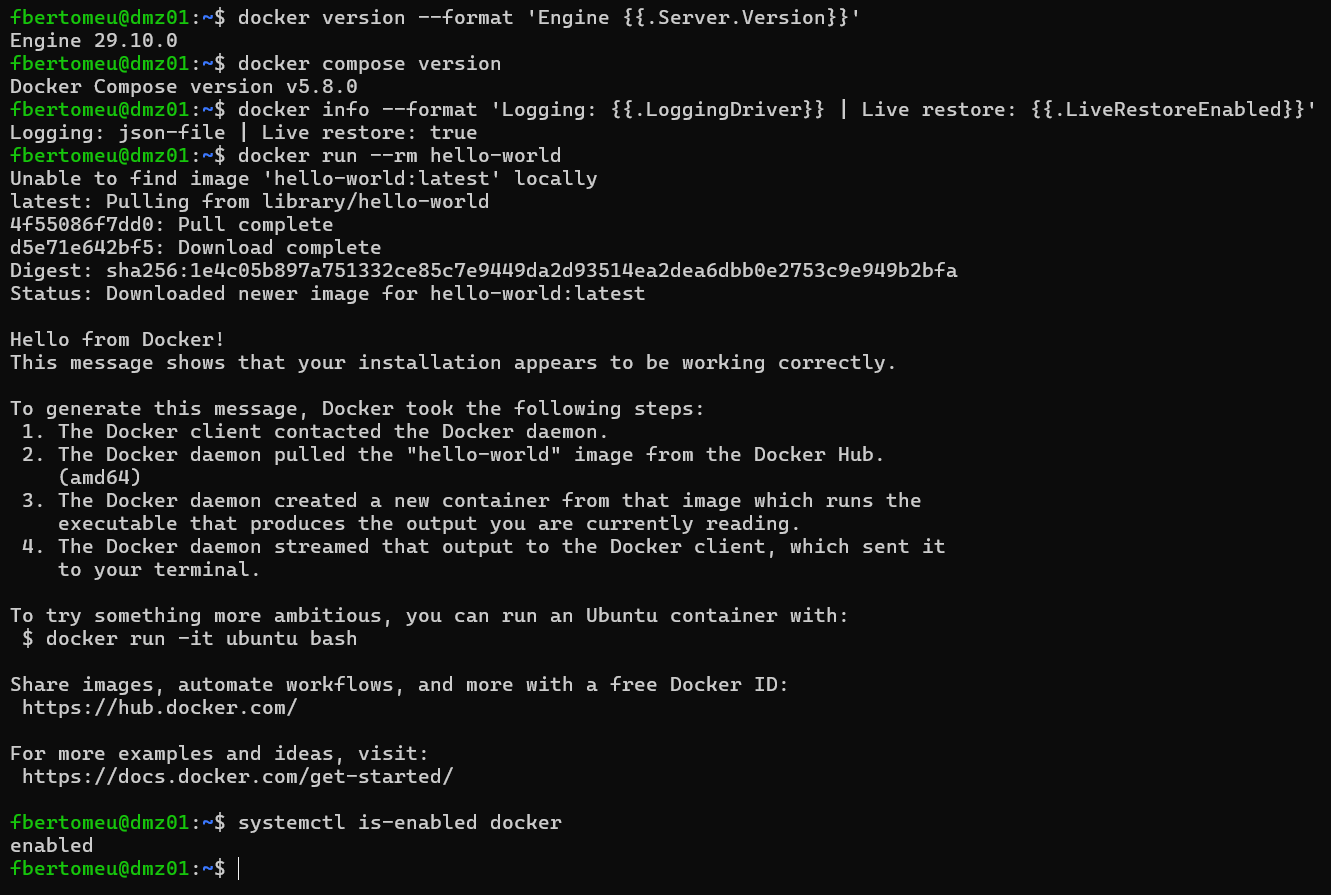 fbertomeu@dmz01:~$ docker version --format 'Engine {{.Server.Version}}'
Engine 29.10.0
fbertomeu@dmz01:~$ docker compose version
Docker Compose version v5.8.0
fbertomeu@dmz01:~$ docker info --format 'Logging: {{.LoggingDriver}} | Live restore: {{.LiveRestoreEnabled}}'
Logging: json-file | Live restore: true
fbertomeu@dmz01:~$ docker run --rm hello-world
Unable to find image 'hello-world:latest' locally
latest: Pulling from library/hello-world
4f55086f7dd0: Pull complete
d5e71e642bf5: Download complete
Digest: sha256:1e4c05b897a751332ce85c7e9449da2d93514ea2dea6dbb0e2753c9e949b2bfa
Status: Downloaded newer image for hello-world:latest

Hello from Docker!
This message shows that your installation appears to be working correctly.

To generate this message, Docker took the following steps:
 1. The Docker client contacted the Docker daemon.
 2. The Docker daemon pulled the "hello-world" image from the Docker Hub.
    (amd64)
 3. The Docker daemon created a new container from that image which runs the
    executable that produces the output you are currently reading.
 4. The Docker daemon streamed that output to the Docker client, which sent it
    to your terminal.

To try something more ambitious, you can run an Ubuntu container with:
 $ docker run -it ubuntu bash

Share images, automate workflows, and more with a free Docker ID:
 https://hub.docker.com/

For more examples and ideas, visit:
 https://docs.docker.com/get-started/

fbertomeu@dmz01:~$ systemctl is-enabled docker
enabled
fbertomeu@dmz01:~$